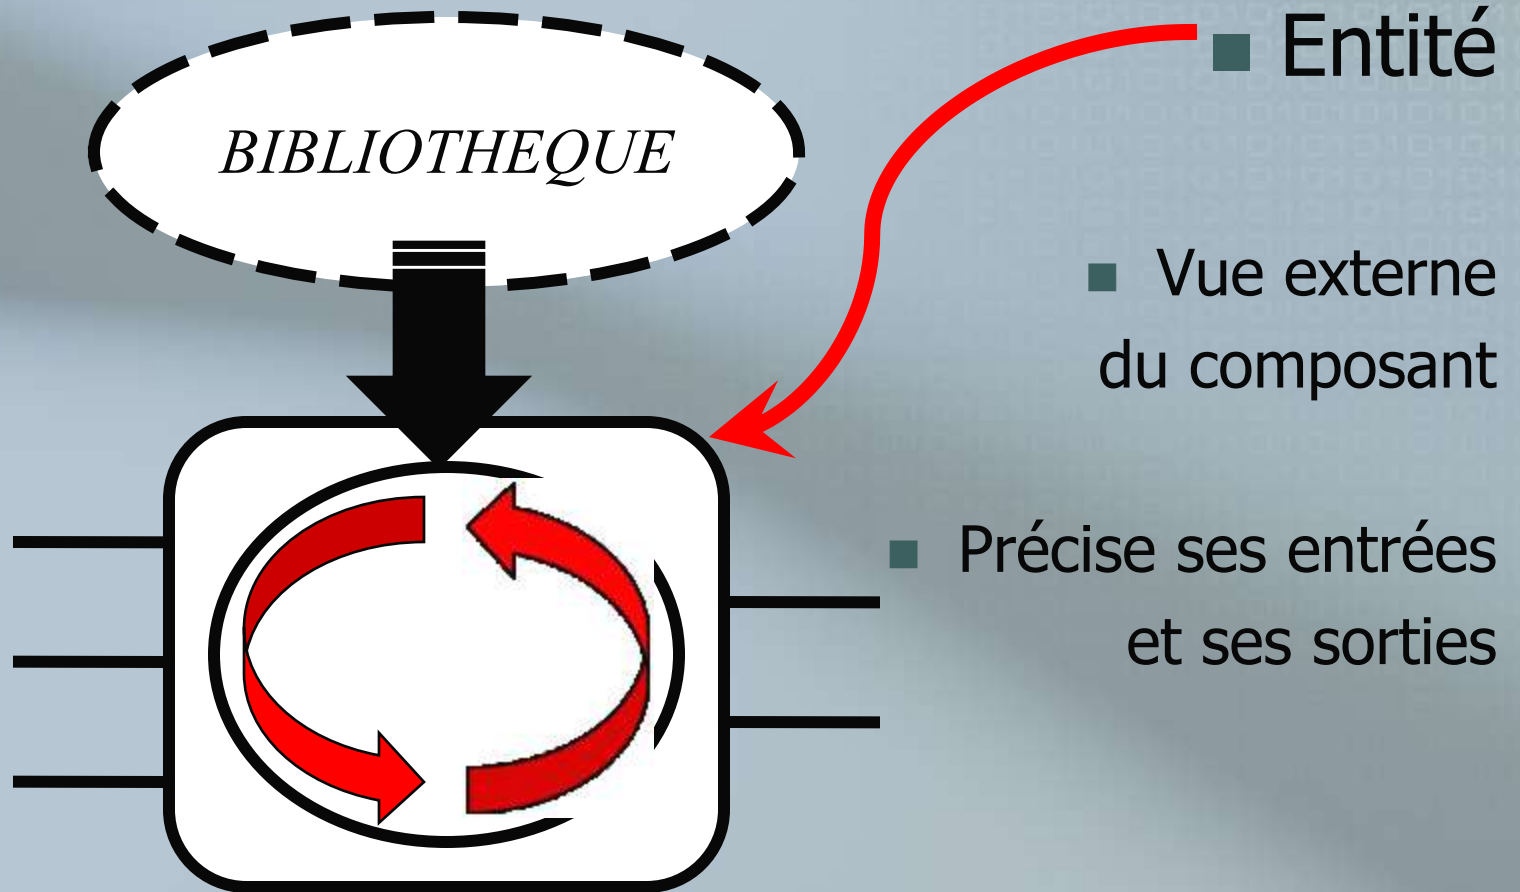 BIBLIOTHEQUE
■ Entité
■ Vue externe
du composant
■ Précise ses entrées
et ses sorties